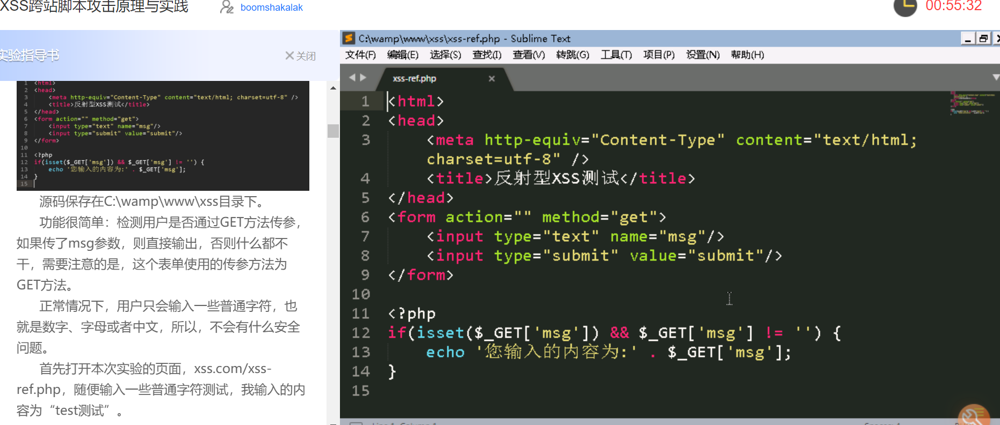 XSS跨站脚本攻击原理与实践
boomshakalak
00:55:32
实验指导书
关闭
1 <html>
2 <head>
3 <meta http-equiv="Content-Type" content="text/html; charset=utf-8" />
4 <title>反射型XSS测试</title>
5 </head>
6 <form action="" method="get">
7 <input type="text" name="msg"/>
8 <input type="submit" value="submit"/>
9 </form>
10
11 <?php
12 if(isset($_GET['msg']) && $_GET['msg'] != '') {
13 echo '您输入的内容为:' . $_GET['msg'];
14 }
15
源码保存在C:\wamp\www\xss目录下。
功能很简单：检测用户是否通过GET方法传参，
如果传了msg参数，则直接输出，否则什么都不
干，需要注意的是，这个表单使用的传参方法为
GET方法。
正常情况下，用户只会输入一些普通字符，也
就是数字、字母或者中文，所以，不会有什么安全
问题。
首先打开本次实验的页面，xss.com/xss-
ref.php，随便输入一些普通字符测试，我输入的内
容为“test测试”。
C:\wamp\www\xss\xss-ref.php - Sublime Text
文件(F) 编辑(E) 选择(S) 查找(I) 查看(V) 转跳(G) 工具(T) 项目(P) 设置(N) 帮助(H)
xss-ref.php
1 <html>
2 <head>
3 <meta http-equiv="Content-Type" content="text/html;
charset=utf-8" />
4 <title>反射型XSS测试</title>
5 </head>
6 <form action="" method="get">
7 <input type="text" name="msg"/>
8 <input type="submit" value="submit"/>
9 </form>
10
11 <?php
12 if(isset($_GET['msg']) && $_GET['msg'] != '') {
13 echo '您输入的内容为:' . $_GET['msg'];
14 }
15